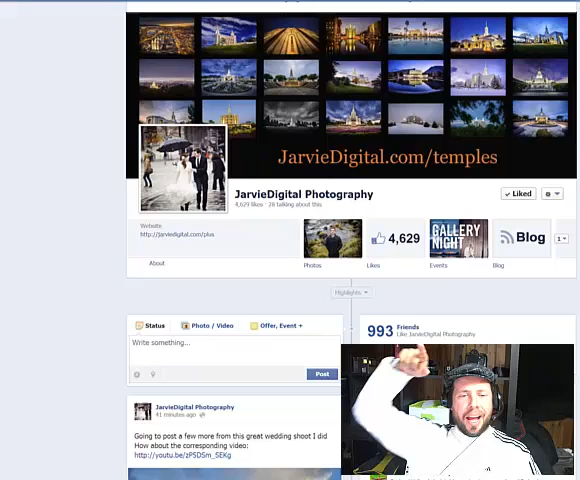 JarvieDigital.com/temples
JarvieDigital Photography
4,629 likes · 28 talking about this
Liked
Website
http://jarviedigital.com/plus
About
Photos
4,629
Likes
GALLERY
NIGHT
Events
Blog
Blog
1
Highlights
Status
Photo / Video
Offer, Event +
Write something...
Post
993 Friends
Like JarvieDigital Photography
JarvieDigital Photography
41 minutes ago
Going to post a few more from this great wedding shoot I did
How about the corresponding video:
http://youtu.be/zPSDSm_SEKg